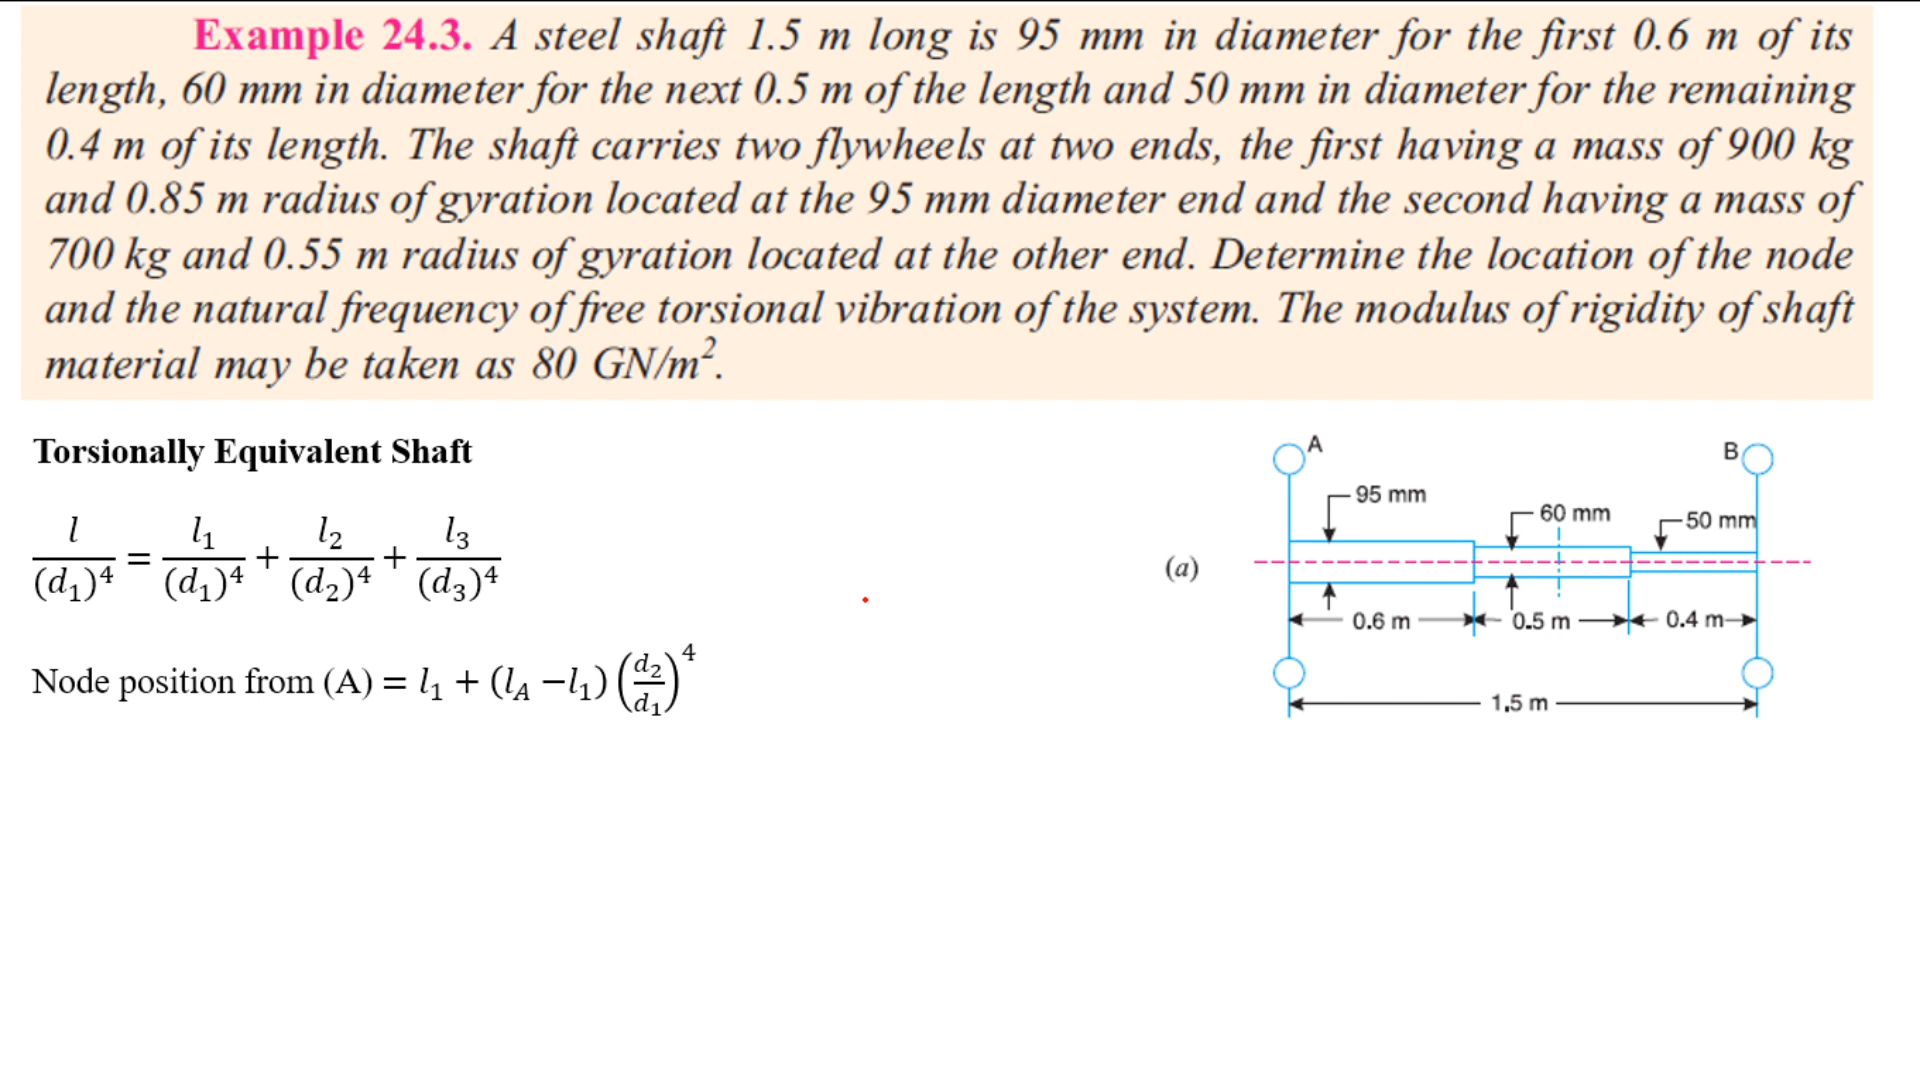 Example 24.3. A steel shaft 1.5 m long is 95 mm in diameter for the first 0.6 m of its
length, 60 mm in diameter for the next 0.5 m of the length and 50 mm in diameter for the remaining
0.4 m of its length. The shaft carries two flywheels at two ends, the first having a mass of 900 kg
and 0.85 m radius of gyration located at the 95 mm diameter end and the second having a mass of
700 kg and 0.55 m radius of gyration located at the other end. Determine the location of the node
and the natural frequency of free torsional vibration of the system. The modulus of rigidity of shaft
material may be taken as 80 GN/m².
Torsionally Equivalent Shaft
l/(d₁)⁴ = l₁/(d₁)⁴ + l₂/(d₂)⁴ + l₃/(d₃)⁴
Node position from (A) = l₁ + (l_A − l₁) (d₂/d₁)⁴
A
B
95 mm
60 mm
50 mm
(a)
0.6 m
0.5 m
0.4 m
1.5 m